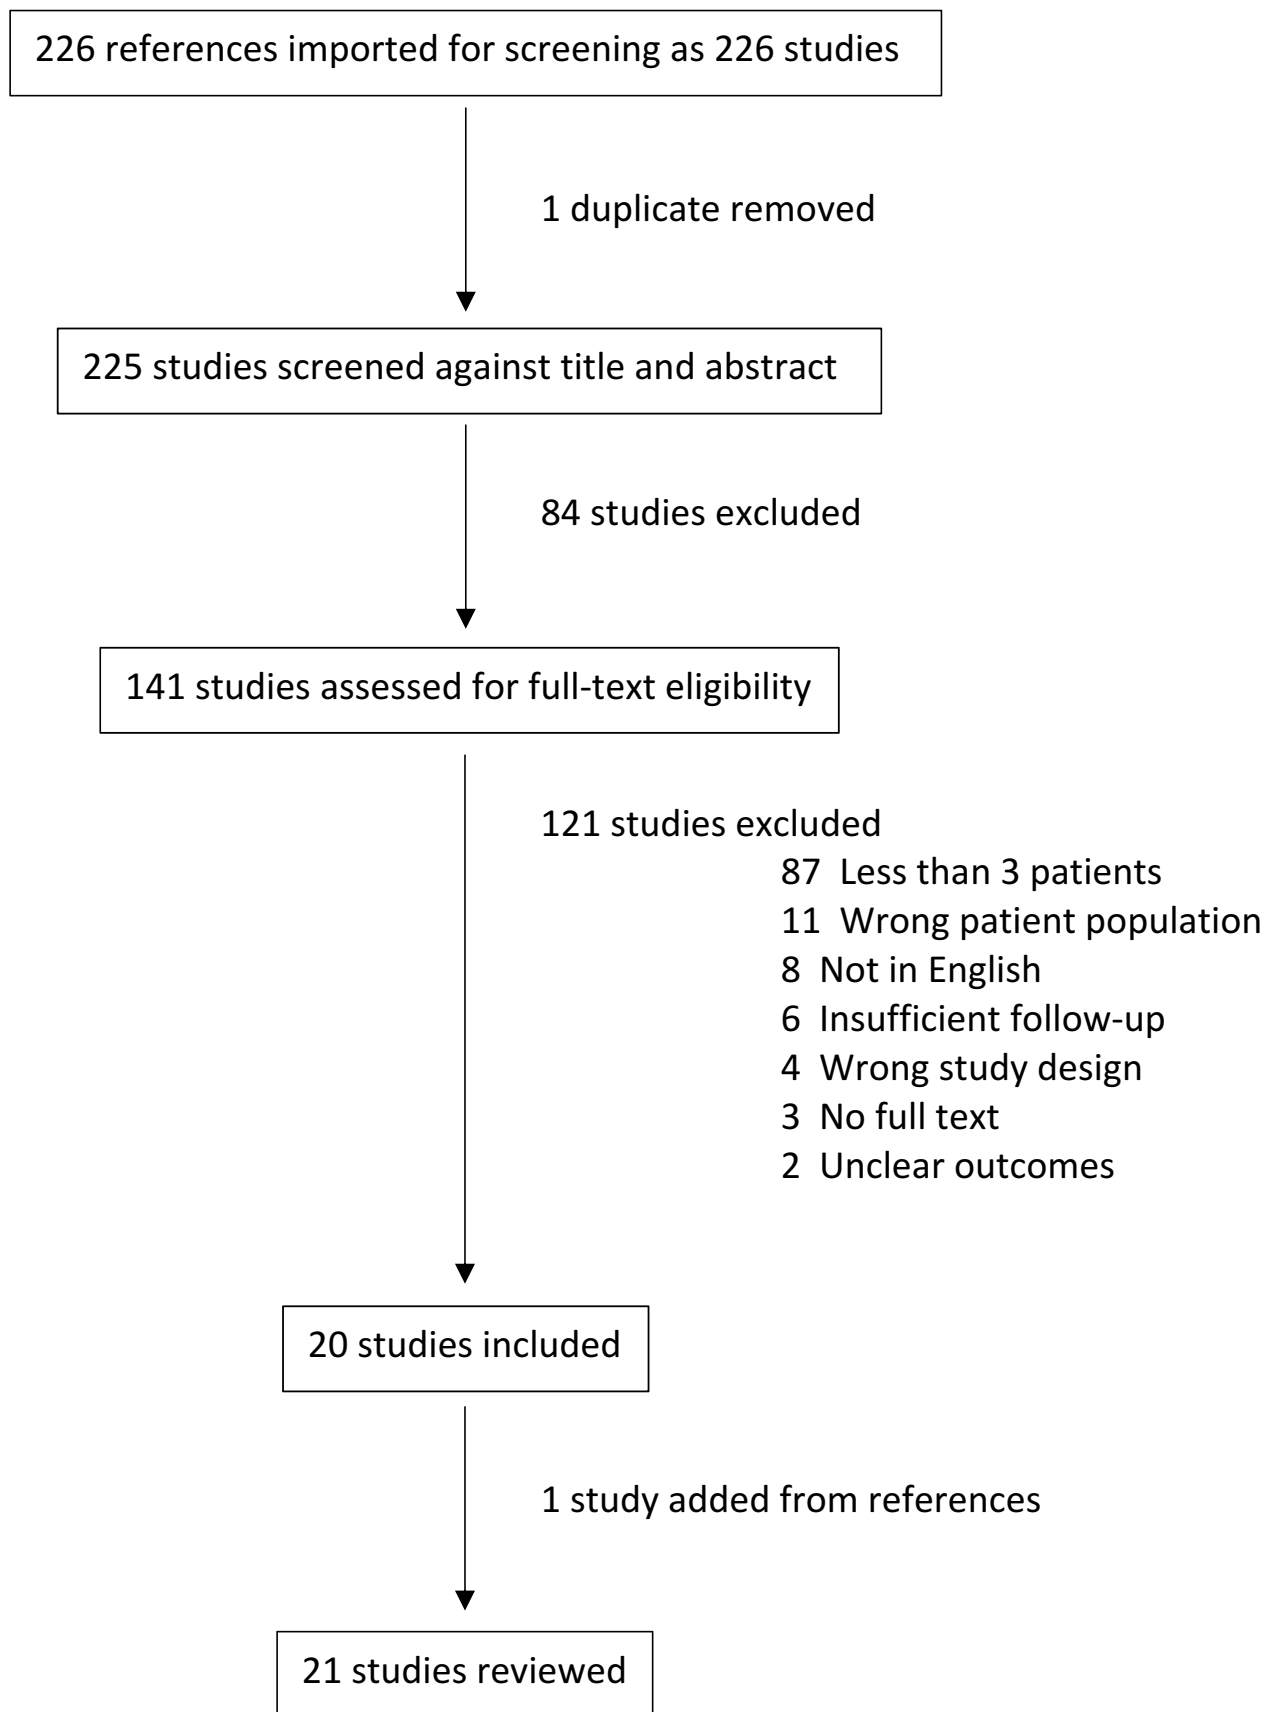 226 references imported for screening as 226 studies
1 duplicate removed
225 studies screened against title and abstract
84 studies excluded
141 studies assessed for full-text eligibility
121 studies excluded
87 Less than 3 patients
11 Wrong patient population
8 Not in English
6 Insufficient follow-up
4 Wrong study design
3 No full text
2 Unclear outcomes
20 studies included
1 study added from references
21 studies reviewed